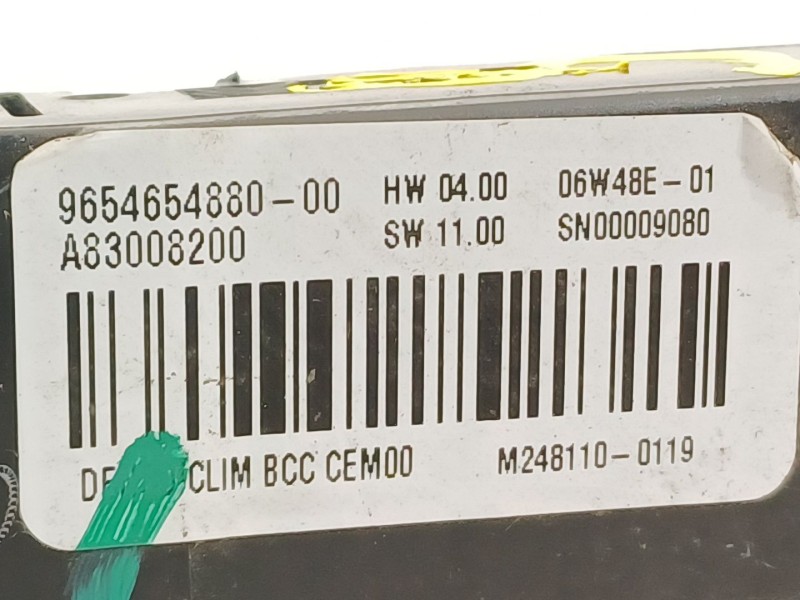 9654654880-00 HW 04.00 06W48E-01
A83008200 SW 11.00 SN00009080
CLIM BCC CEM00 M248110-0119